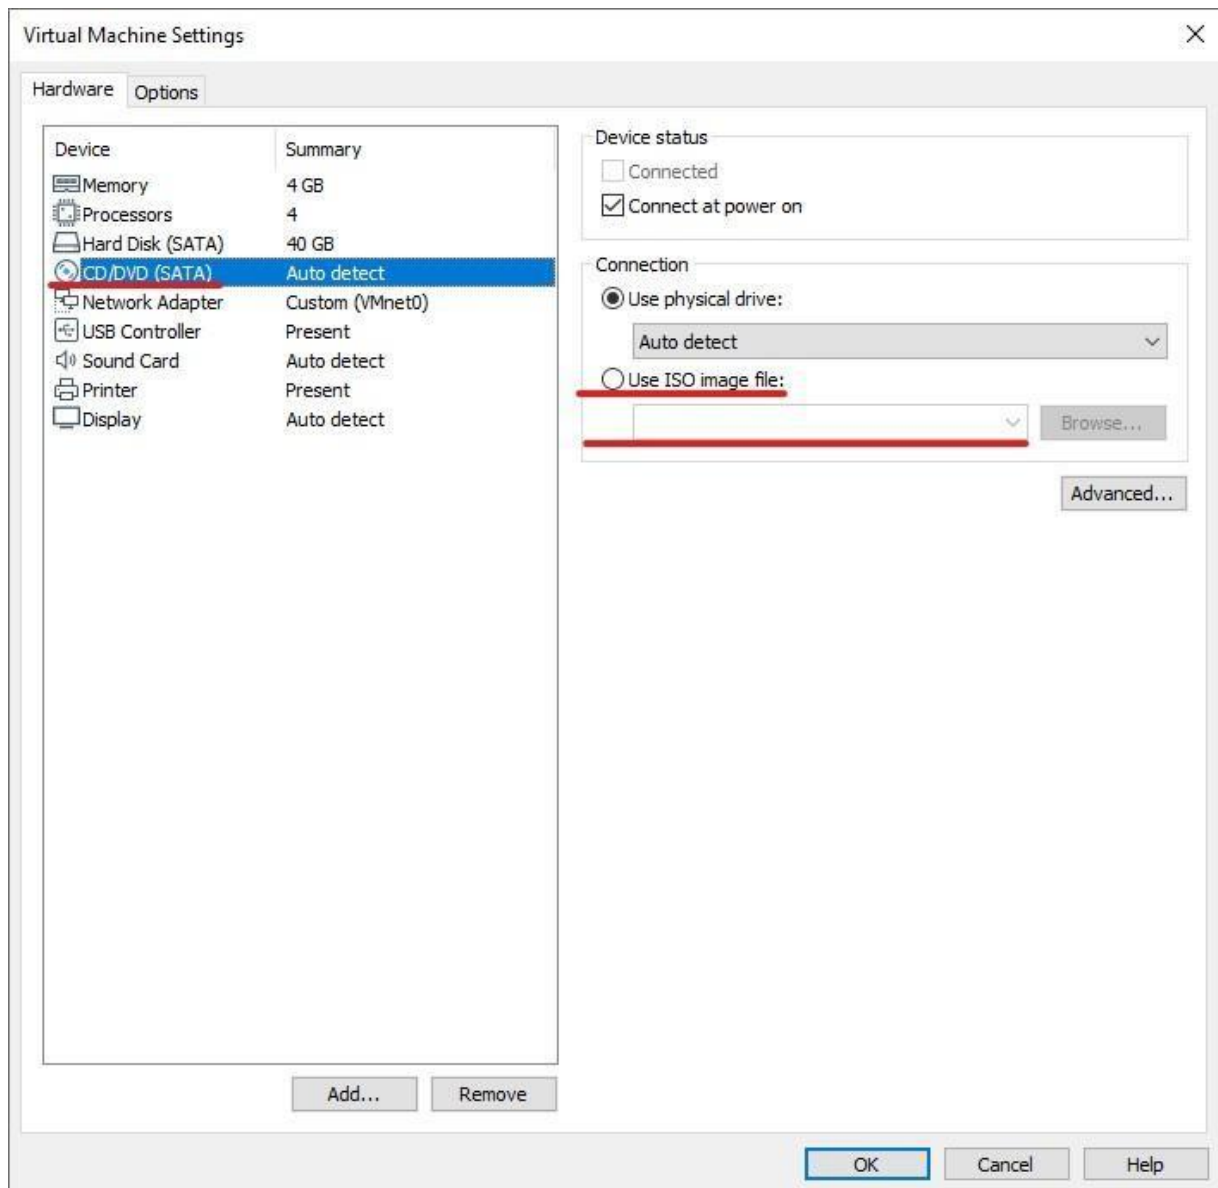 Virtual Machine Settings
Hardware Options
Device Summary
Memory 4 GB
Processors 4
Hard Disk (SATA) 40 GB
CD/DVD (SATA) Auto detect
Network Adapter Custom (VMnet0)
USB Controller Present
Sound Card Auto detect
Printer Present
Display Auto detect
Add... Remove
Device status
Connected
Connect at power on
Connection
Use physical drive:
Auto detect
Use ISO image file:
Browse...
Advanced...
OK Cancel Help